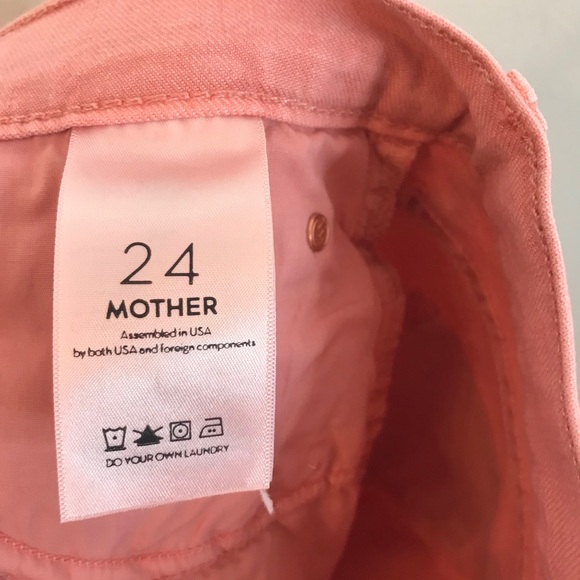 24
MOTHER
Assembled in USA
by both USA and foreign components
DO YOUR OWN LAUNDRY